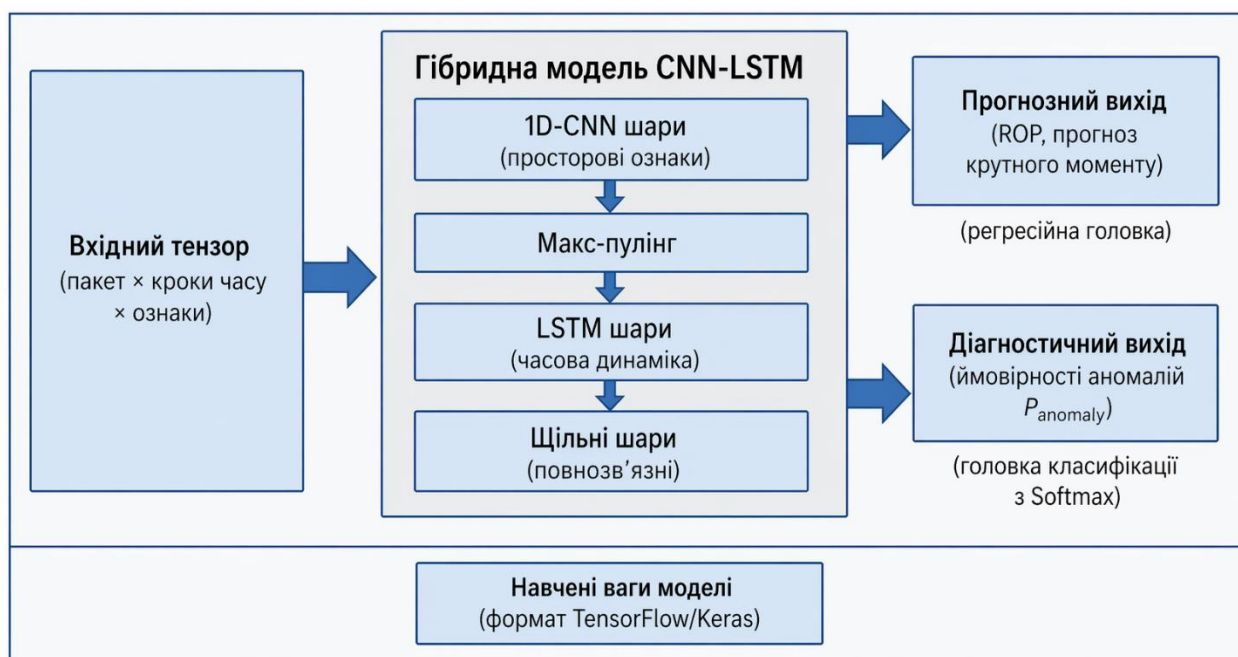 Вхідний тензор
(пакет × кроки часу
× ознаки)
Гібридна модель CNN-LSTM
1D-CNN шари
(просторові ознаки)
Макс-пулінг
LSTM шари
(часова динаміка)
Щільні шари
(повнозв’язні)
Прогнозний вихід
(ROP, прогноз
крутного моменту)
(регресійна головка)
Діагностичний вихід
(ймовірності аномалій
P_anomaly)
(головка класифікації
з Softmax)
Навчені ваги моделі
(формат TensorFlow/Keras)